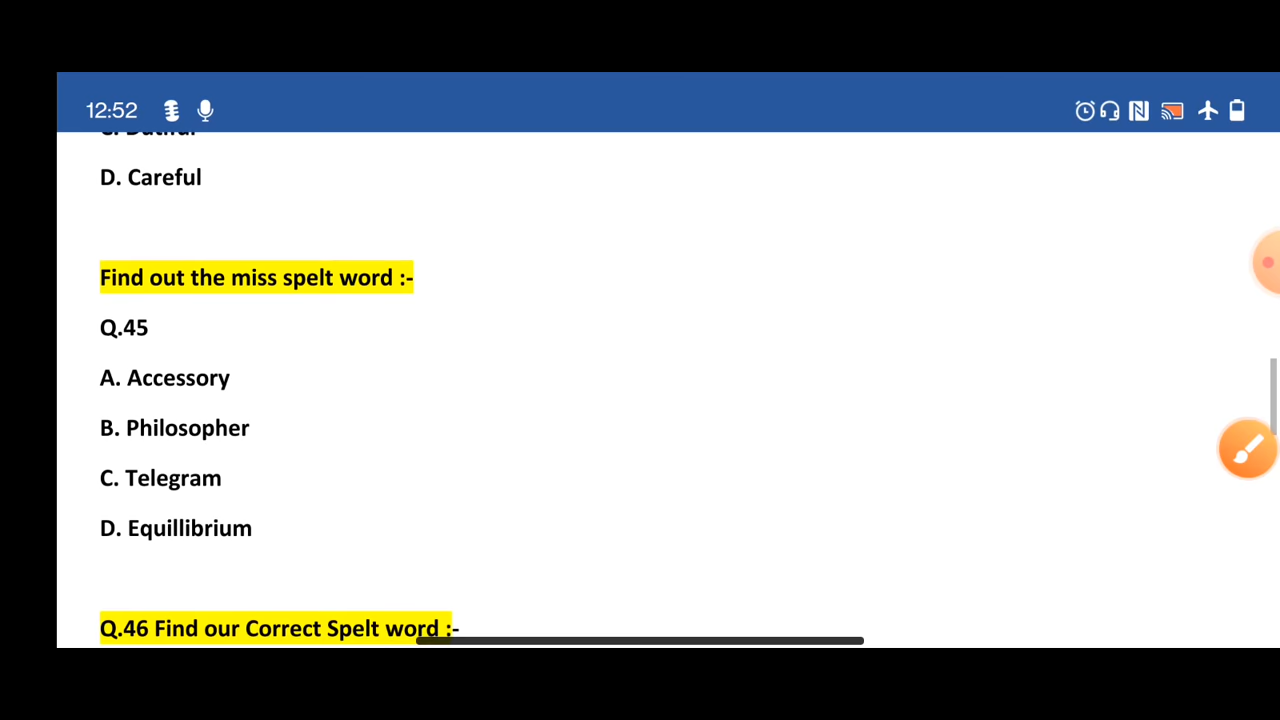 12:52
D. Careful
Find out the miss spelt word :-
Q.45
A. Accessory
B. Philosopher
C. Telegram
D. Equillibrium
Q.46 Find our Correct Spelt word :-